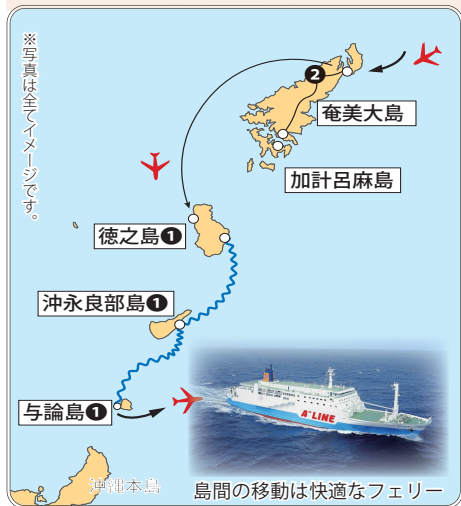 ※写真は全てイメージです。
❷
奄美大島
加計呂麻島
徳之島❶
沖永良部島❶
与論島❶
沖縄本島
A"LINE
島間の移動は快適なフェリー